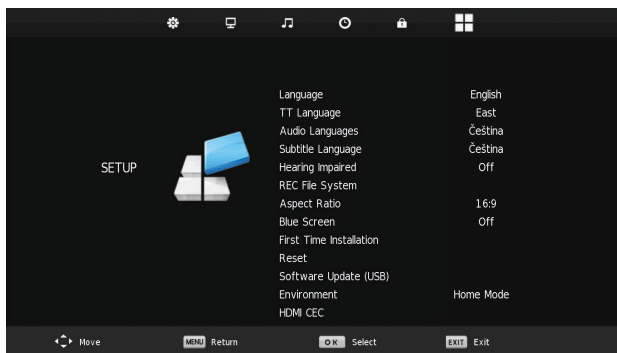 Language English
TT Language East
Audio Languages Čeština
Subtitle Language Čeština
SETUP Hearing Impaired Off
REC File System
Aspect Ratio 16:9
Blue Screen Off
First Time Installation
Reset
Software Update (USB)
Environment Home Mode
HDMI CEC
Move MENU Return OK Select EXIT Exit